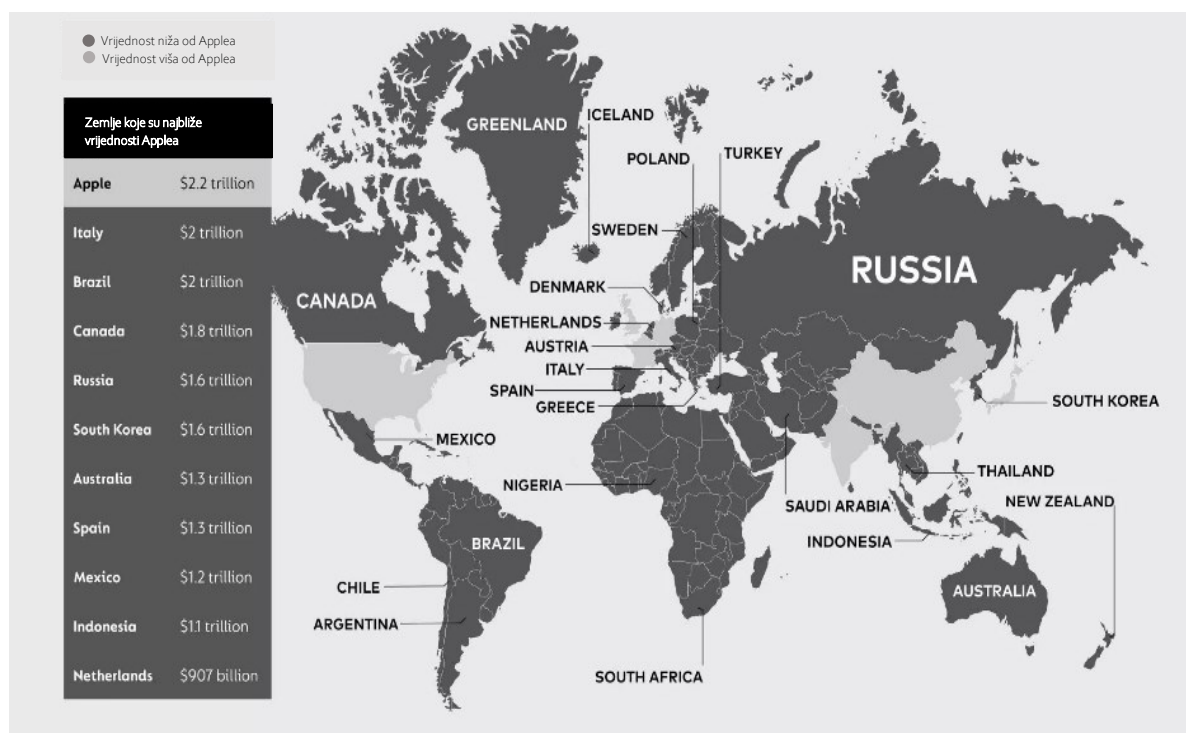 Vrijednost niža od Applea
Vrijednost viša od Applea
Zemlje koje su najbliže
vrijednosti Applea
Apple $2.2 trillion
Italy $2 trillion
Brazil $2 trillion
Canada $1.8 trillion
Russia $1.6 trillion
South Korea $1.6 trillion
Australia $1.3 trillion
Spain $1.3 trillion
Mexico $1.2 trillion
Indonesia $1.1 trillion
Netherlands $907 billion
GREENLAND
ICELAND
POLAND
TURKEY
SWEDEN
RUSSIA
DENMARK
CANADA
NETHERLANDS
AUSTRIA
ITALY
SPAIN
GREECE
SOUTH KOREA
MEXICO
THAILAND
NIGERIA
SAUDI ARABIA
NEW ZEALAND
INDONESIA
BRAZIL
CHILE
AUSTRALIA
ARGENTINA
SOUTH AFRICA